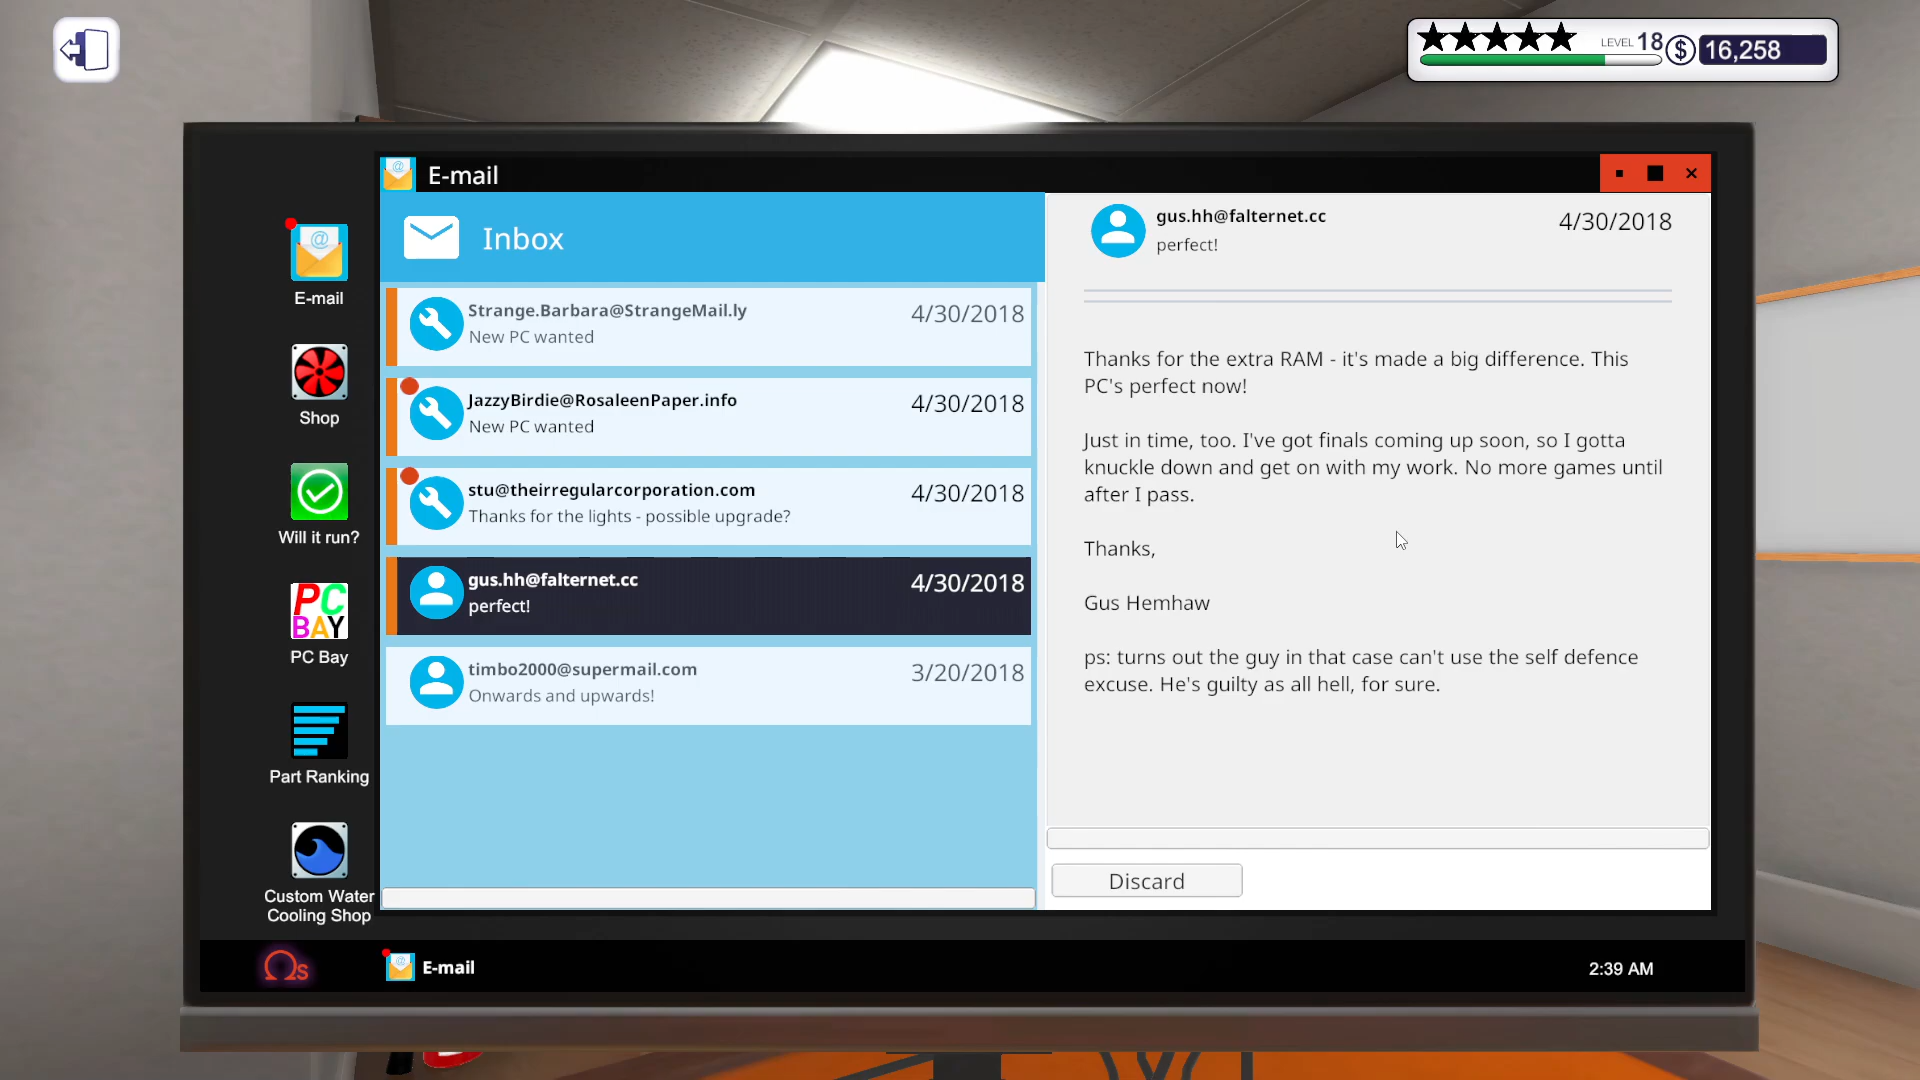 LEVEL 18
$ 16,258
E-mail
Inbox
Strange.Barbara@StrangeMail.ly 4/30/2018
New PC wanted
JazzyBirdie@RosaleenPaper.info 4/30/2018
New PC wanted
stu@theirregularcorporation.com 4/30/2018
Thanks for the lights - possible upgrade?
gus.hh@falternet.cc 4/30/2018
perfect!
timbo2000@supermail.com 3/20/2018
Onwards and upwards!
gus.hh@falternet.cc 4/30/2018
perfect!
Thanks for the extra RAM - it's made a big difference. This
PC's perfect now!
Just in time, too. I've got finals coming up soon, so I gotta
knuckle down and get on with my work. No more games until
after I pass.
Thanks,
Gus Hemhaw
ps: turns out the guy in that case can't use the self defence
excuse. He's guilty as all hell, for sure.
Discard
E-mail
Shop
Will it run?
PC
BAY
PC Bay
Part Ranking
Custom Water
Cooling Shop
Ωs
E-mail
2:39 AM